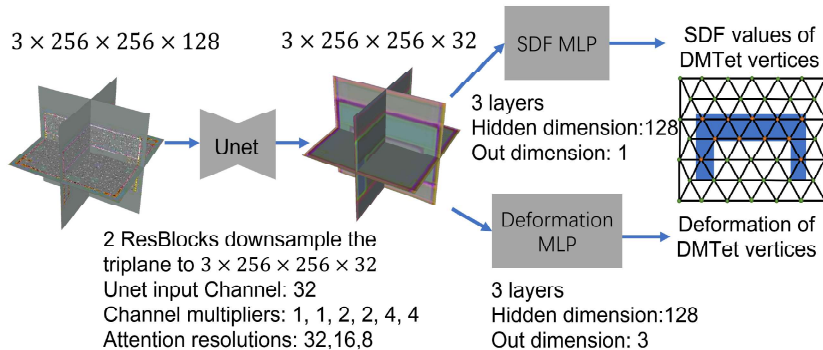 3 × 256 × 256 × 128
3 × 256 × 256 × 32
SDF MLP
SDF values of
DMTet vertices
Unet
3 layers
Hidden dimension:128
Out dimension: 1
Deformation
MLP
Deformation of
DMTet vertices
2 ResBlocks downsample the
triplane to 3 × 256 × 256 × 32
Unet input Channel: 32
Channel multipliers: 1, 1, 2, 2, 4, 4
Attention resolutions: 32,16,8
3 layers
Hidden dimension:128
Out dimension: 3